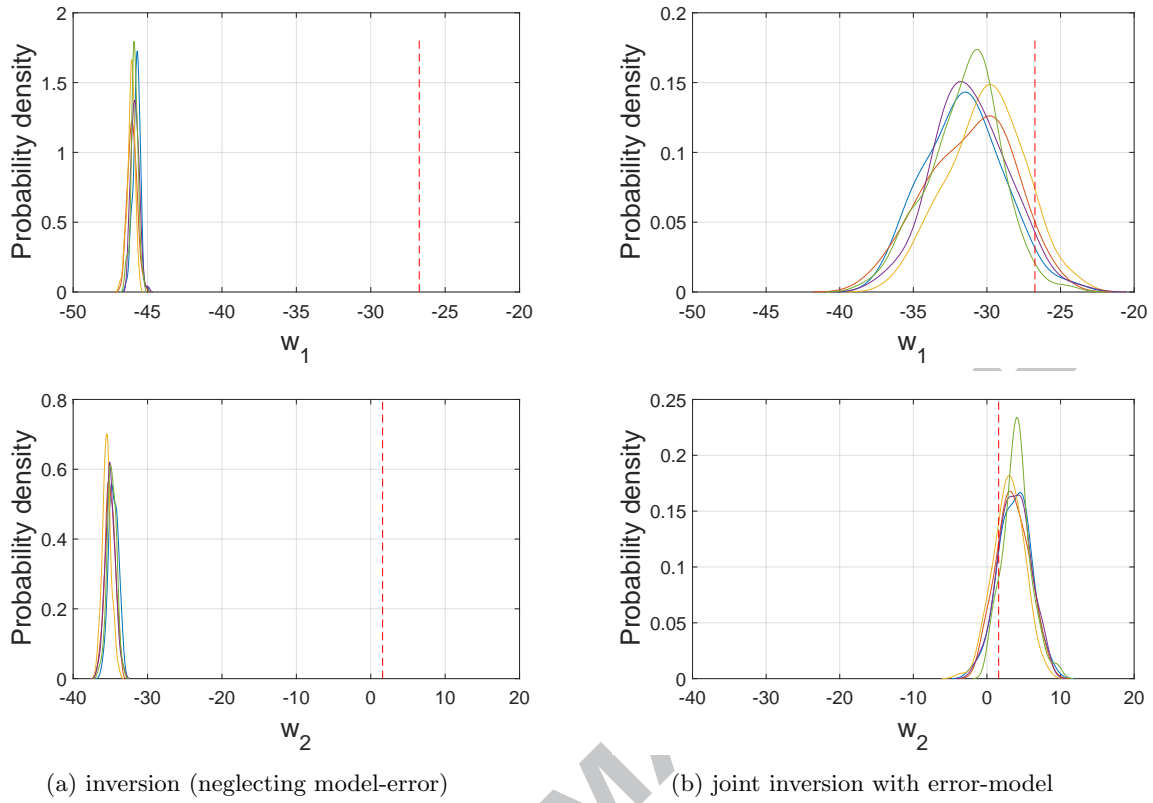 2
1.5
1
0.5
0
Probability density
-50 -45 -40 -35 -30 -25 -20
w_1
0.2
0.15
0.1
0.05
0
Probability density
-50 -45 -40 -35 -30 -25 -20
w_1
0.8
0.6
0.4
0.2
0
Probability density
-40 -30 -20 -10 0 10 20
w_2
0.25
0.2
0.15
0.1
0.05
0
Probability density
-40 -30 -20 -10 0 10 20
w_2
(a) inversion (neglecting model-error)
(b) joint inversion with error-model